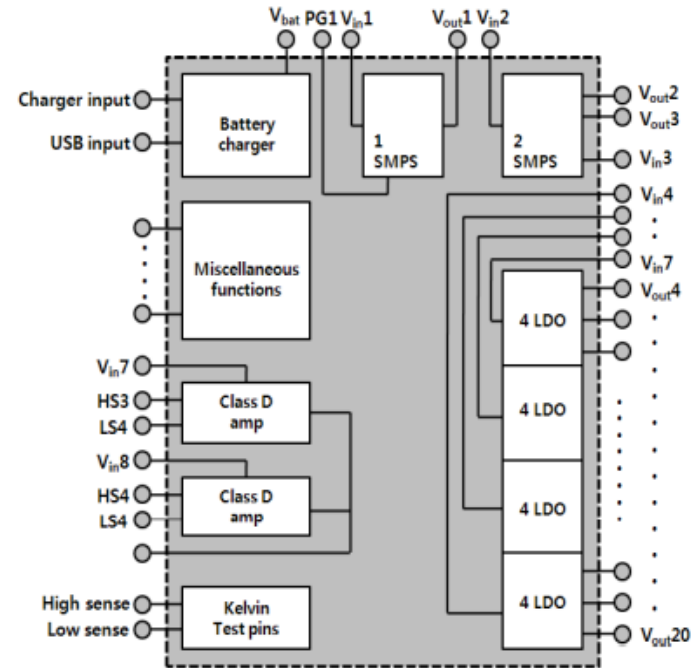 Vbat PG1 Vin1 Vout1 Vin2
Charger input
USB input
Battery
charger
1
SMPS
2
SMPS
Vout2
Vout3
Vin3
Vin4
Vin7
Vout4
Miscellaneous
functions
4 LDO
4 LDO
4 LDO
4 LDO
Vout20
Vin7
HS3
LS4
Class D
amp
Vin8
HS4
LS4
Class D
amp
High sense
Low sense
Kelvin
Test pins